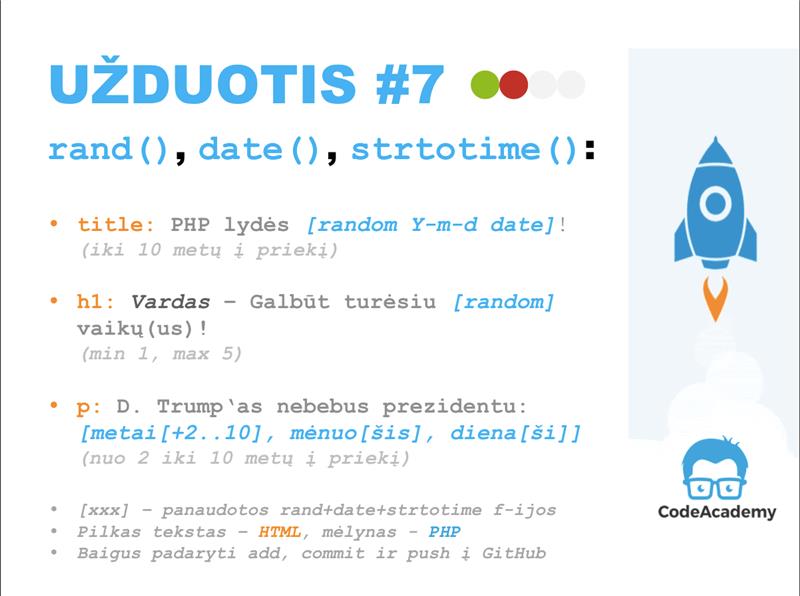 UŽDUOTIS #7
rand(), date(), strtotime():
• title: PHP lydės [random Y-m-d date]!
(iki 10 metų į priekį)
• h1: Vardas – Galbūt turėsiu [random]
vaikų(us)!
(min 1, max 5)
• p: D. Trump‘as nebebus prezidentu:
[metai[+2..10], mėnuo[šis], diena[ši]]
(nuo 2 iki 10 metų į priekį)
• [xxx] – panaudotos rand+date+strtotime f-ijos
• Pilkas tekstas – HTML, mėlynas - PHP
• Baigus padaryti add, commit ir push į GitHub
CodeAcademy